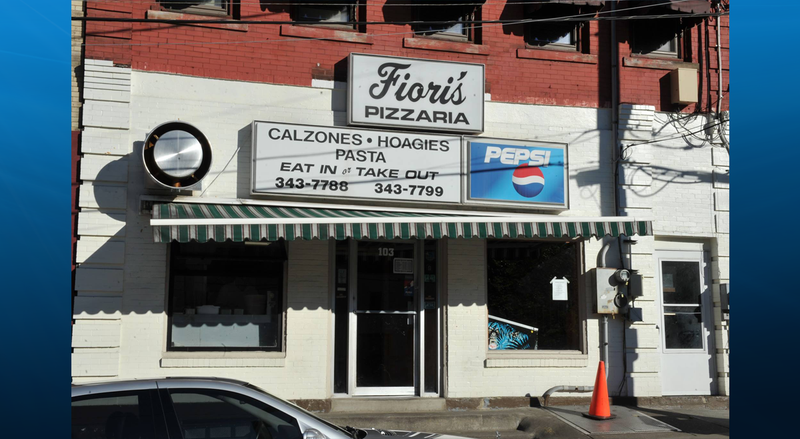 Fiori's
PIZZARIA
CALZONES • HOAGIES
PASTA
EAT IN or TAKE OUT
343-7788 343-7799
PEPSI
103